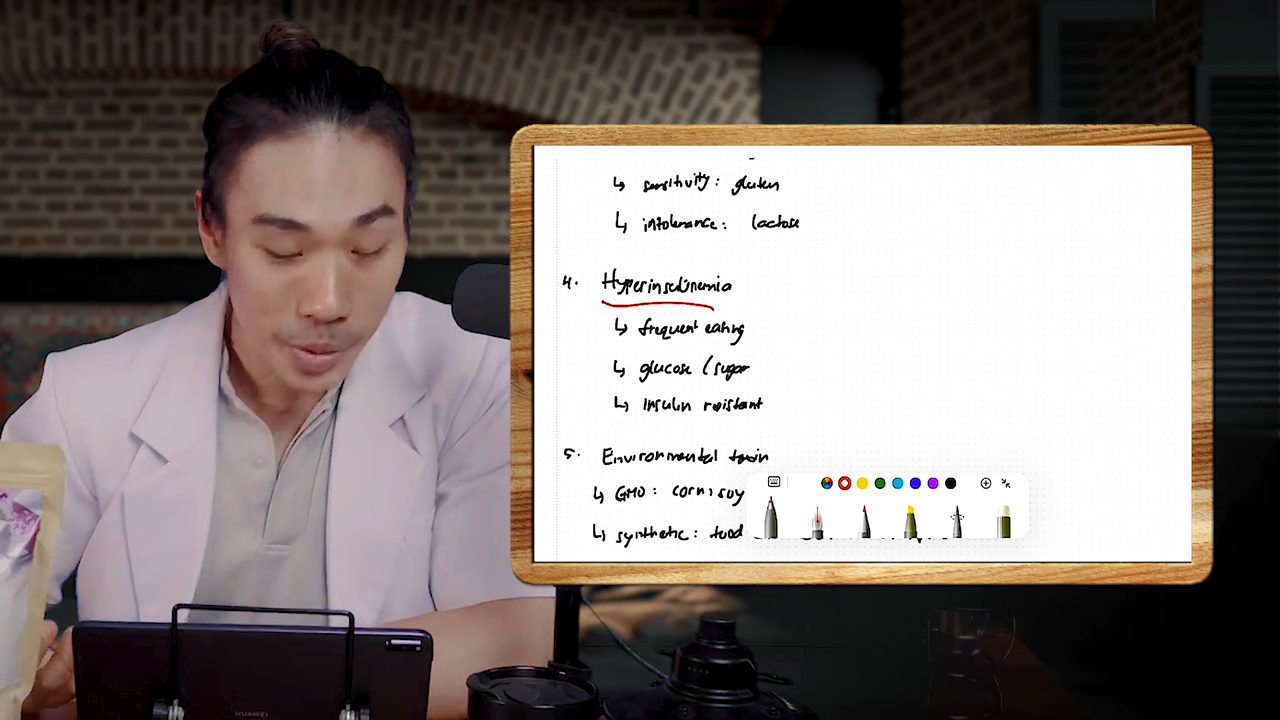 ↳ sensitivity: gluten
↳ intolerance: lactose
4. Hyperinsulinemia
↳ frequent eating
↳ glucose (sugar
↳ Insulin resistant
5. Environmental toxin
↳ GMO: corn, soy
↳ synthetic: food
HUAWEI